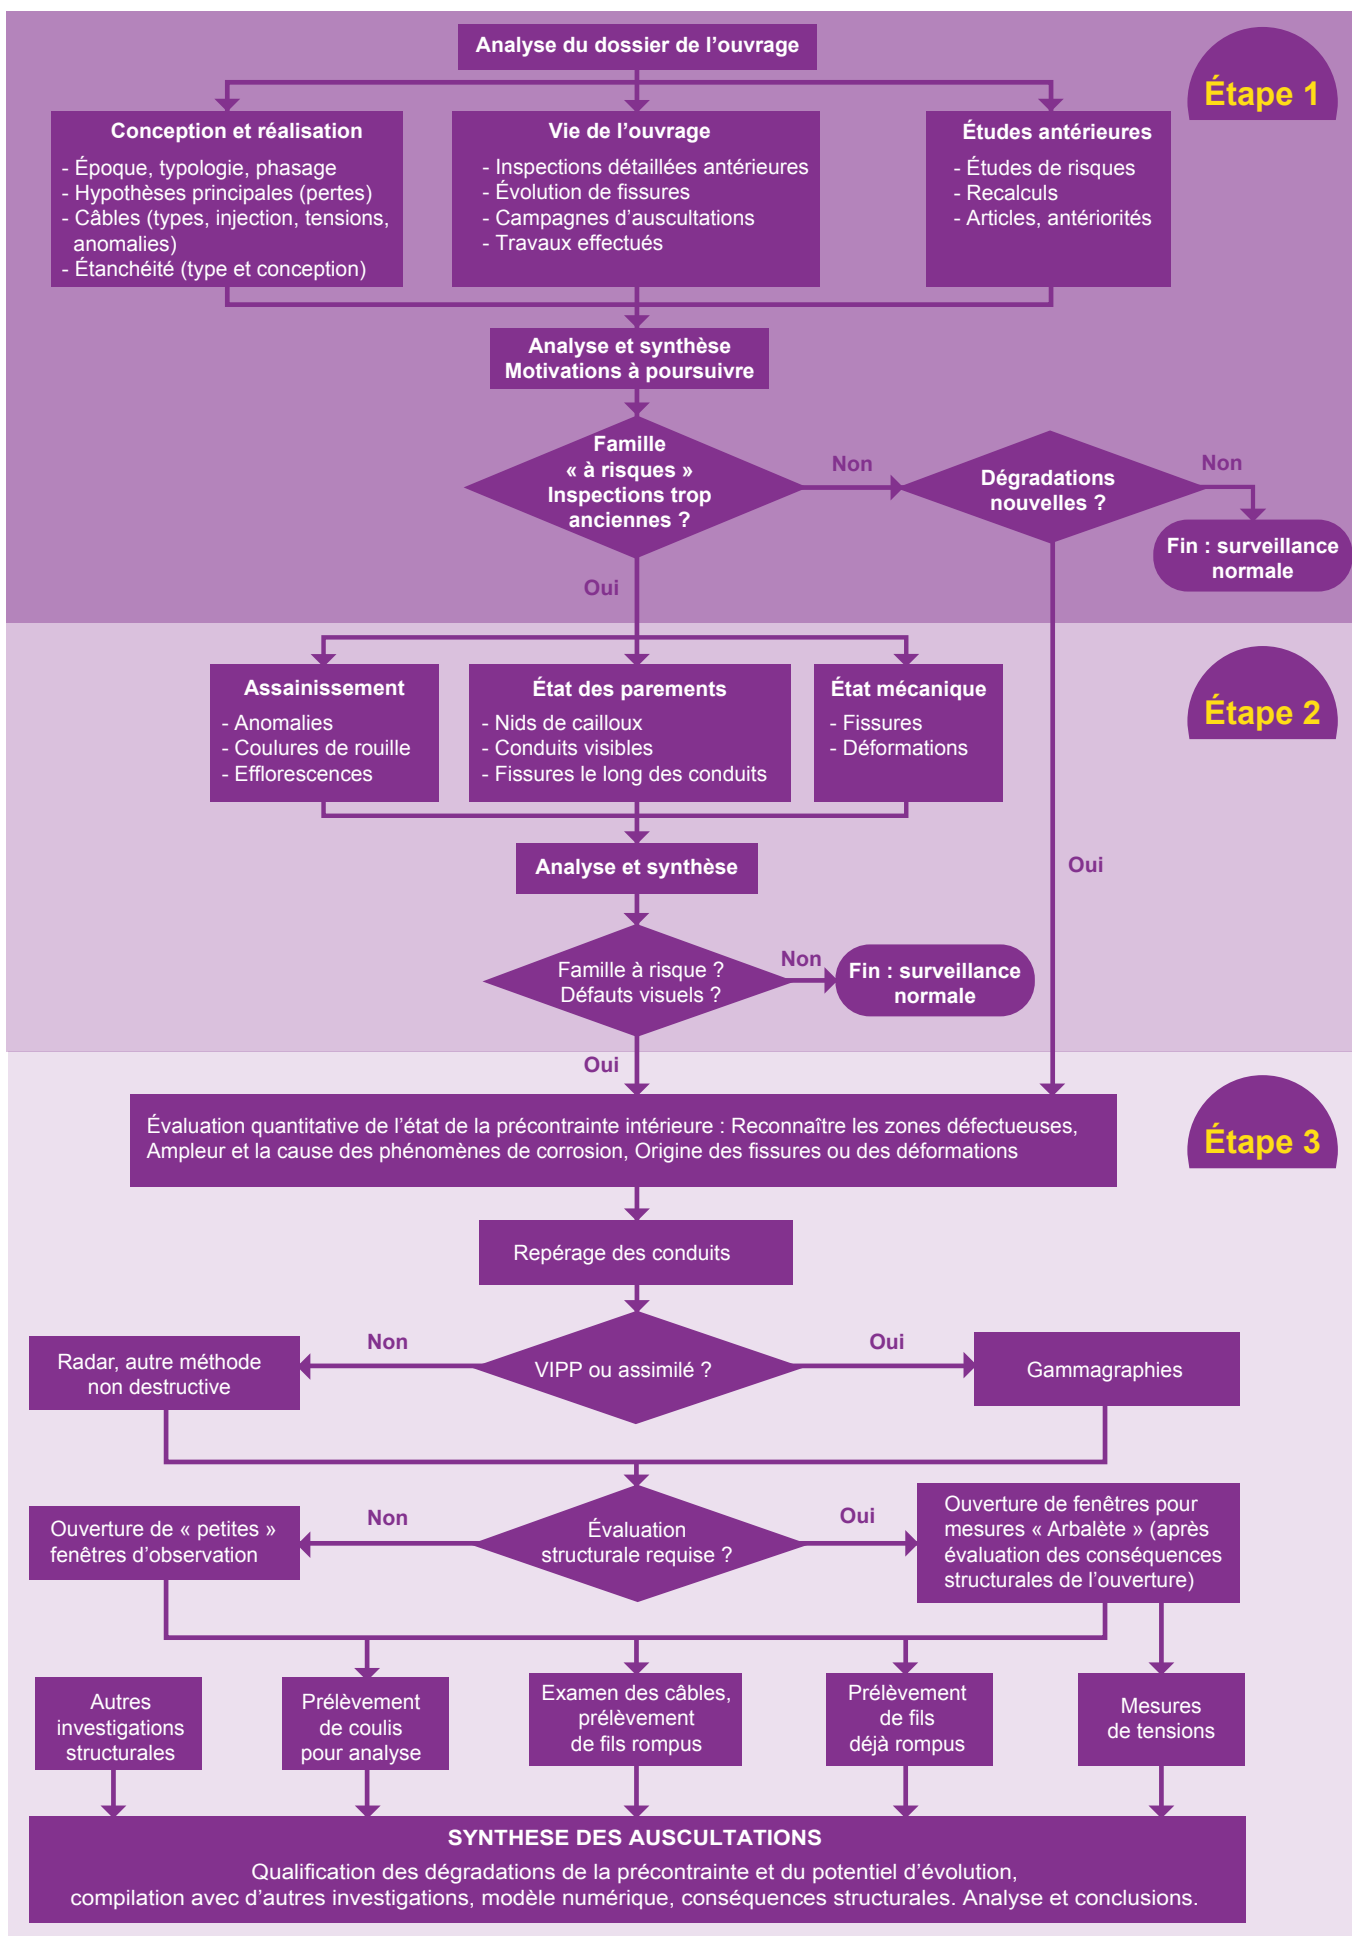 Analyse du dossier de l’ouvrage
Étape 1
Conception et réalisation
- Époque, typologie, phasage
- Hypothèses principales (pertes)
- Câbles (types, injection, tensions,
anomalies)
- Étanchéité (type et conception)
Vie de l’ouvrage
- Inspections détaillées antérieures
- Évolution de fissures
- Campagnes d’auscultations
- Travaux effectués
Études antérieures
- Études de risques
- Recalculs
- Articles, antériorités
Analyse et synthèse
Motivations à poursuivre
Famille
« à risques »
Inspections trop
anciennes ?
Non
Dégradations
nouvelles ?
Non
Fin : surveillance
normale
Oui
Étape 2
Assainissement
- Anomalies
- Coulures de rouille
- Efflorescences
État des parements
- Nids de cailloux
- Conduits visibles
- Fissures le long des conduits
État mécanique
- Fissures
- Déformations
Analyse et synthèse
Oui
Famille à risque ?
Défauts visuels ?
Non
Fin : surveillance
normale
Oui
Étape 3
Évaluation quantitative de l’état de la précontrainte intérieure : Reconnaître les zones défectueuses,
Ampleur et la cause des phénomènes de corrosion, Origine des fissures ou des déformations
Repérage des conduits
VIPP ou assimilé ?
Non
Oui
Radar, autre méthode
non destructive
Gammagraphies
Évaluation
structurale requise ?
Non
Oui
Ouverture de « petites »
fenêtres d’observation
Ouverture de fenêtres pour
mesures « Arbalète » (après
évaluation des conséquences
structurales de l’ouverture)
Autres
investigations
structurales
Prélèvement
de coulis
pour analyse
Examen des câbles,
prélèvement
de fils rompus
Prélèvement
de fils
déjà rompus
Mesures
de tensions
SYNTHESE DES AUSCULTATIONS
Qualification des dégradations de la précontrainte et du potentiel d’évolution,
compilation avec d’autres investigations, modèle numérique, conséquences structurales. Analyse et conclusions.